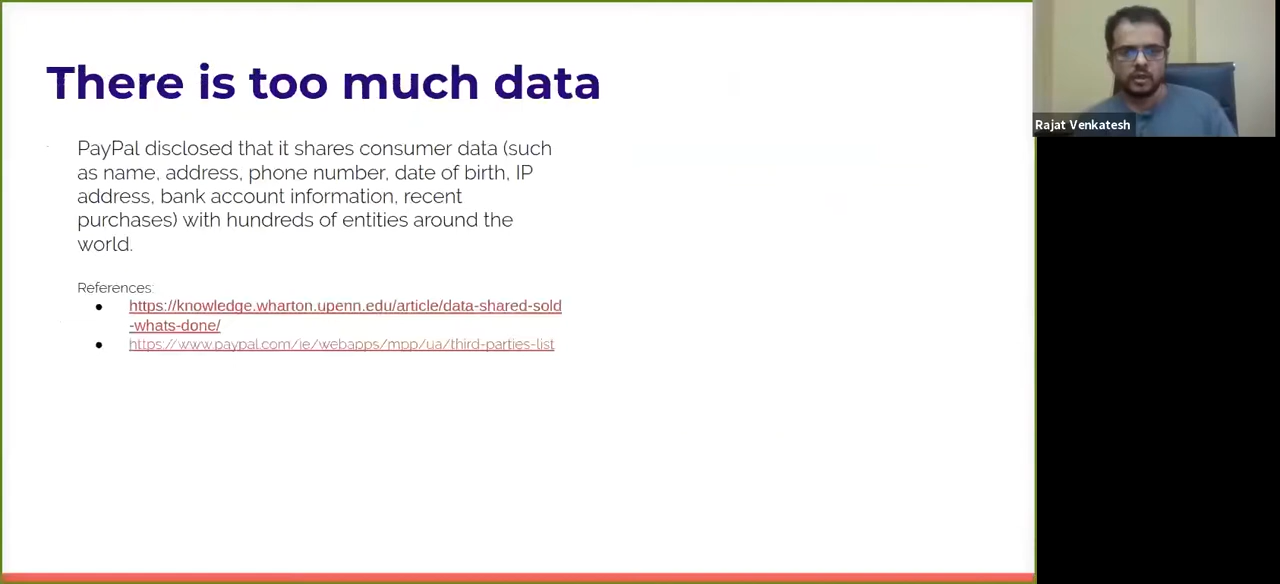 There is too much data
PayPal disclosed that it shares consumer data (such
as name, address, phone number, date of birth, IP
address, bank account information, recent
purchases) with hundreds of entities around the
world.
References:
https://knowledge.wharton.upenn.edu/article/data-shared-sold
-whats-done/
https://www.paypal.com/ie/webapps/mpp/ua/third-parties-list
Rajat Venkatesh